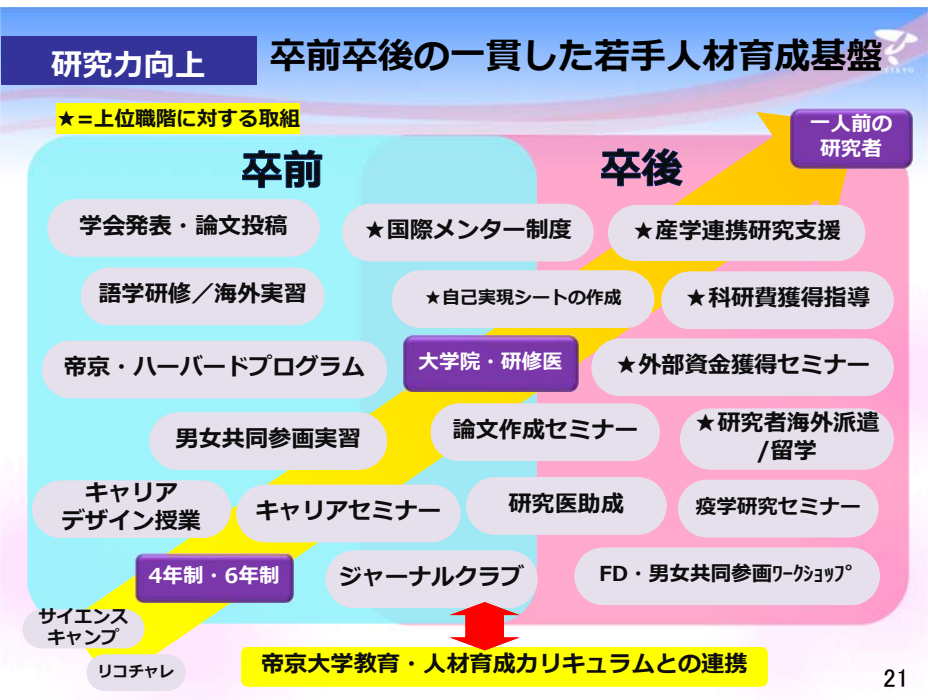 研究力向上
卒前卒後の一貫した若手人材育成基盤
TEIKYO
★=上位職階に対する取組
一人前の
研究者
卒前
卒後
学会発表・論文投稿
★国際メンター制度
★産学連携研究支援
語学研修／海外実習
★自己実現シートの作成
★科研費獲得指導
帝京・ハーバードプログラム
大学院・研修医
★外部資金獲得セミナー
男女共同参画実習
論文作成セミナー
★研究者海外派遣
/留学
キャリア
デザイン授業
キャリアセミナー
研究医助成
疫学研究セミナー
4年制・6年制
ジャーナルクラブ
FD・男女共同参画ﾜｰｸｼｮｯﾌﾟ
サイエンス
キャンプ
リコチャレ
帝京大学教育・人材育成カリキュラムとの連携
21